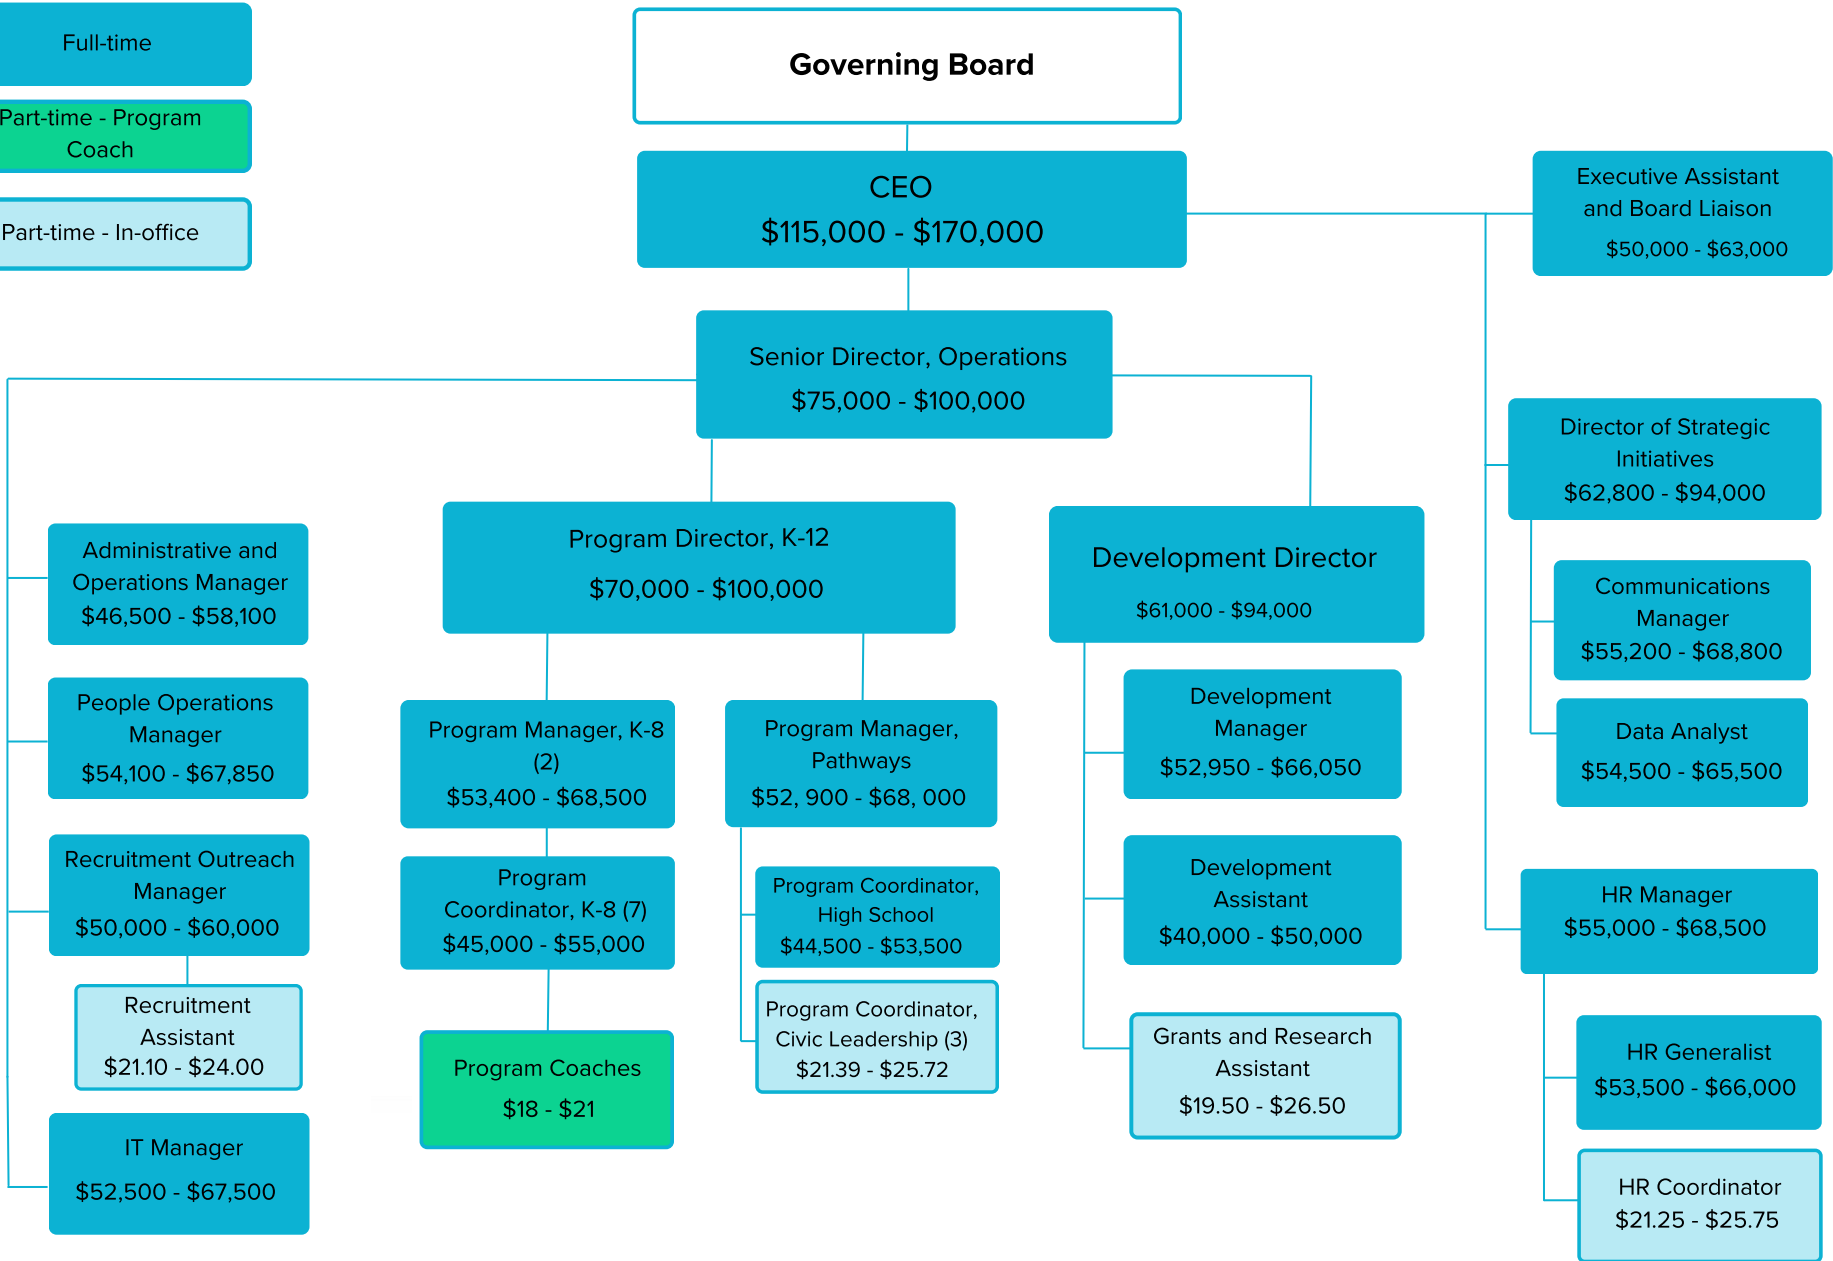 Full-time
Part-time - Program
Coach
Part-time - In-office
Governing Board
CEO
$115,000 - $170,000
Executive Assistant
and Board Liaison
$50,000 - $63,000
Senior Director, Operations
$75,000 - $100,000
Administrative and
Operations Manager
$46,500 - $58,100
People Operations
Manager
$54,100 - $67,850
Recruitment Outreach
Manager
$50,000 - $60,000
Recruitment
Assistant
$21.10 - $24.00
IT Manager
$52,500 - $67,500
Program Director, K-12
$70,000 - $100,000
Program Manager, K-8
(2)
$53,400 - $68,500
Program
Coordinator, K-8 (7)
$45,000 - $55,000
Program Coaches
$18 - $21
Program Manager,
Pathways
$52, 900 - $68, 000
Program Coordinator,
High School
$44,500 - $53,500
Program Coordinator,
Civic Leadership (3)
$21.39 - $25.72
Development Director
$61,000 - $94,000
Development
Manager
$52,950 - $66,050
Development
Assistant
$40,000 - $50,000
Grants and Research
Assistant
$19.50 - $26.50
Director of Strategic
Initiatives
$62,800 - $94,000
Communications
Manager
$55,200 - $68,800
Data Analyst
$54,500 - $65,500
HR Manager
$55,000 - $68,500
HR Generalist
$53,500 - $66,000
HR Coordinator
$21.25 - $25.75